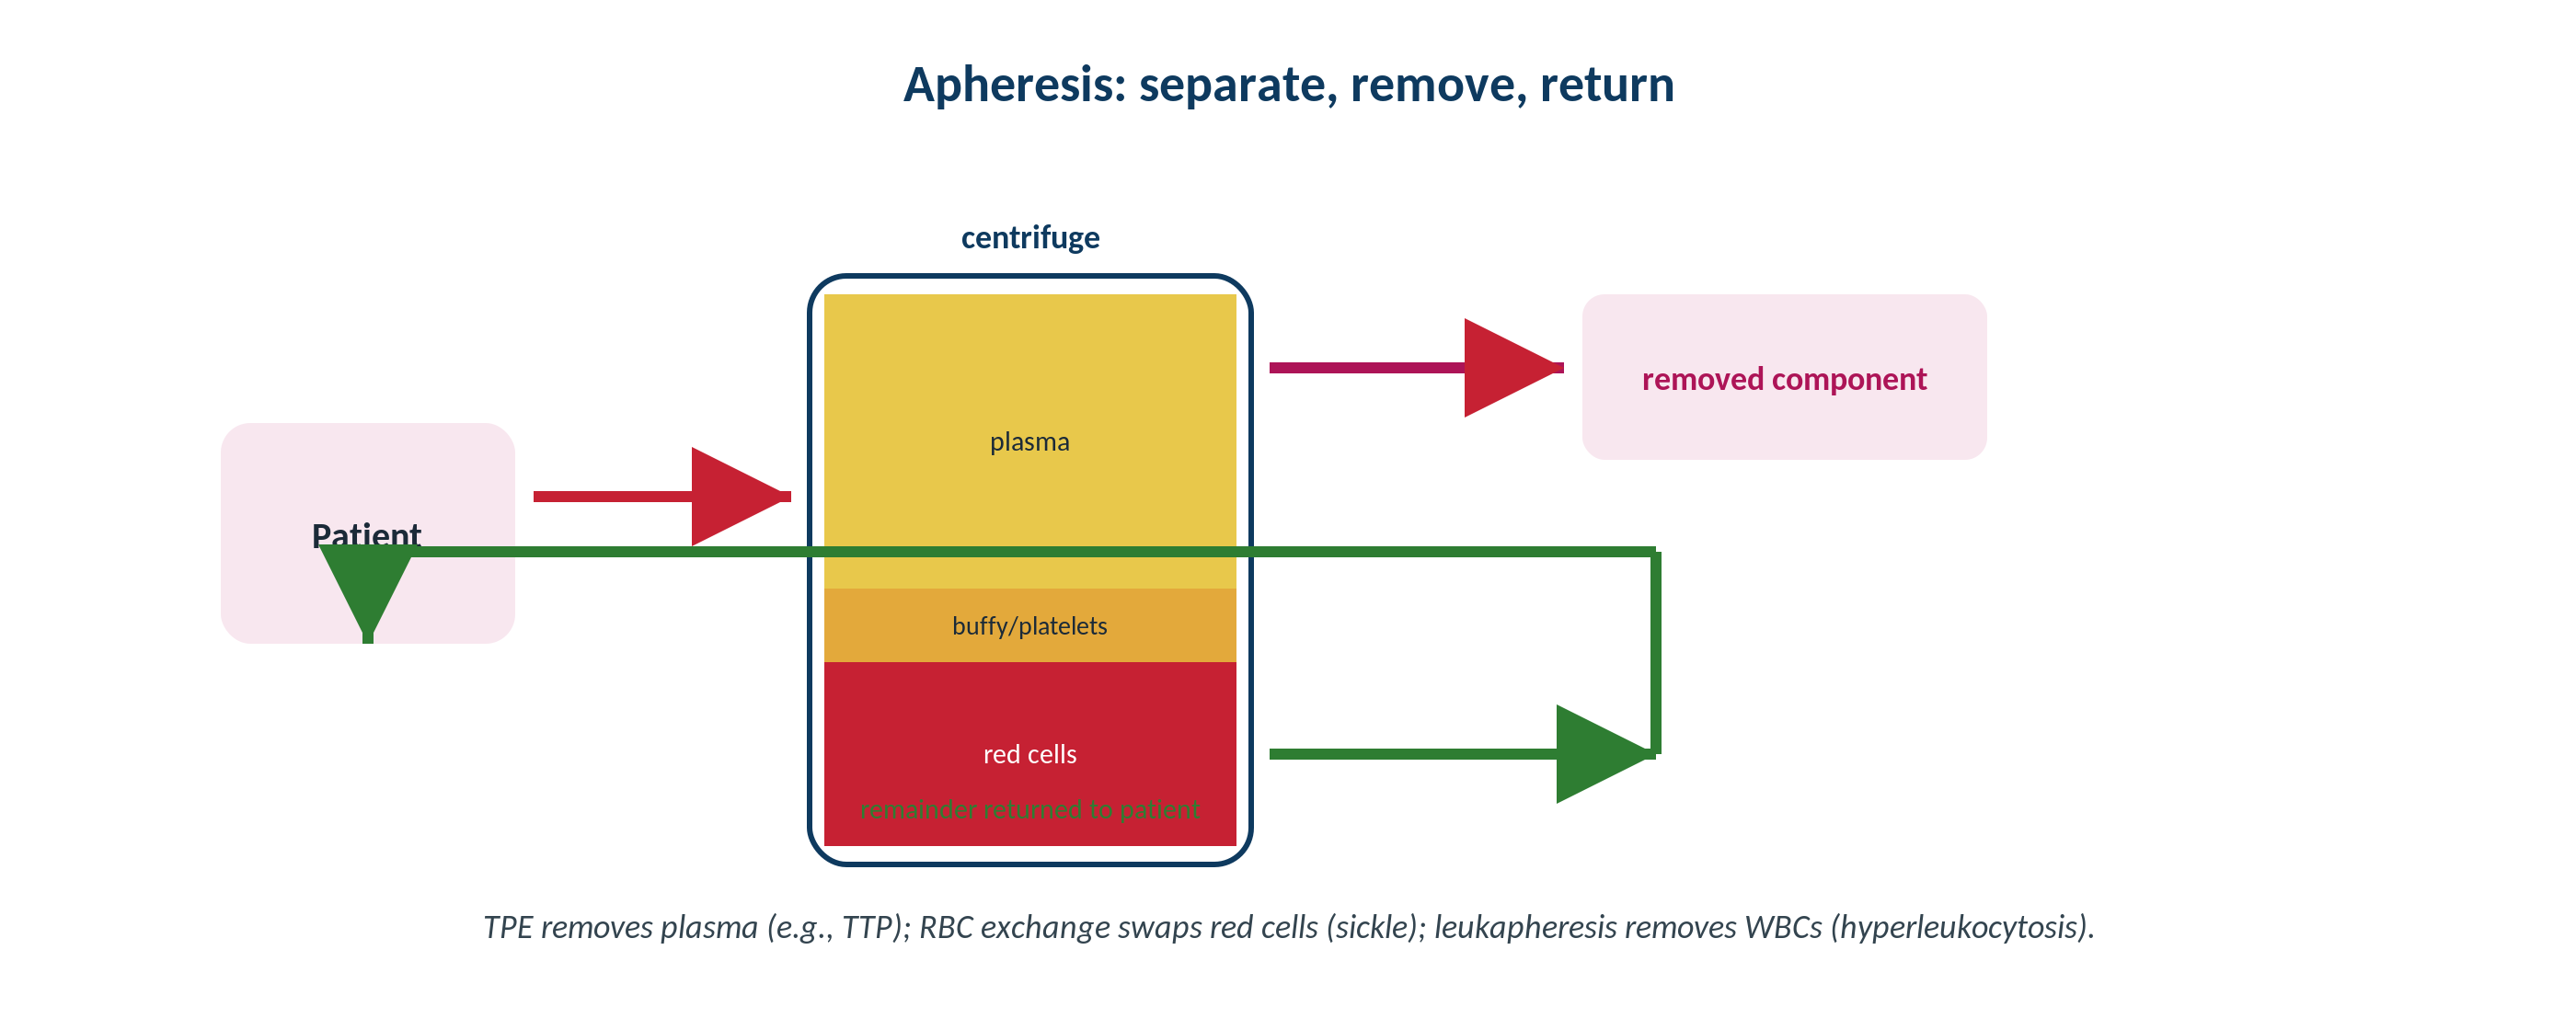 Apheresis: separate, remove, return
centrifuge
plasma
removed component
Patient
buffy/platelets
red cells
remainder returned to patient
TPE removes plasma (e.g., TTP); RBC exchange swaps red cells (sickle); leukapheresis removes WBCs (hyperleukocytosis).